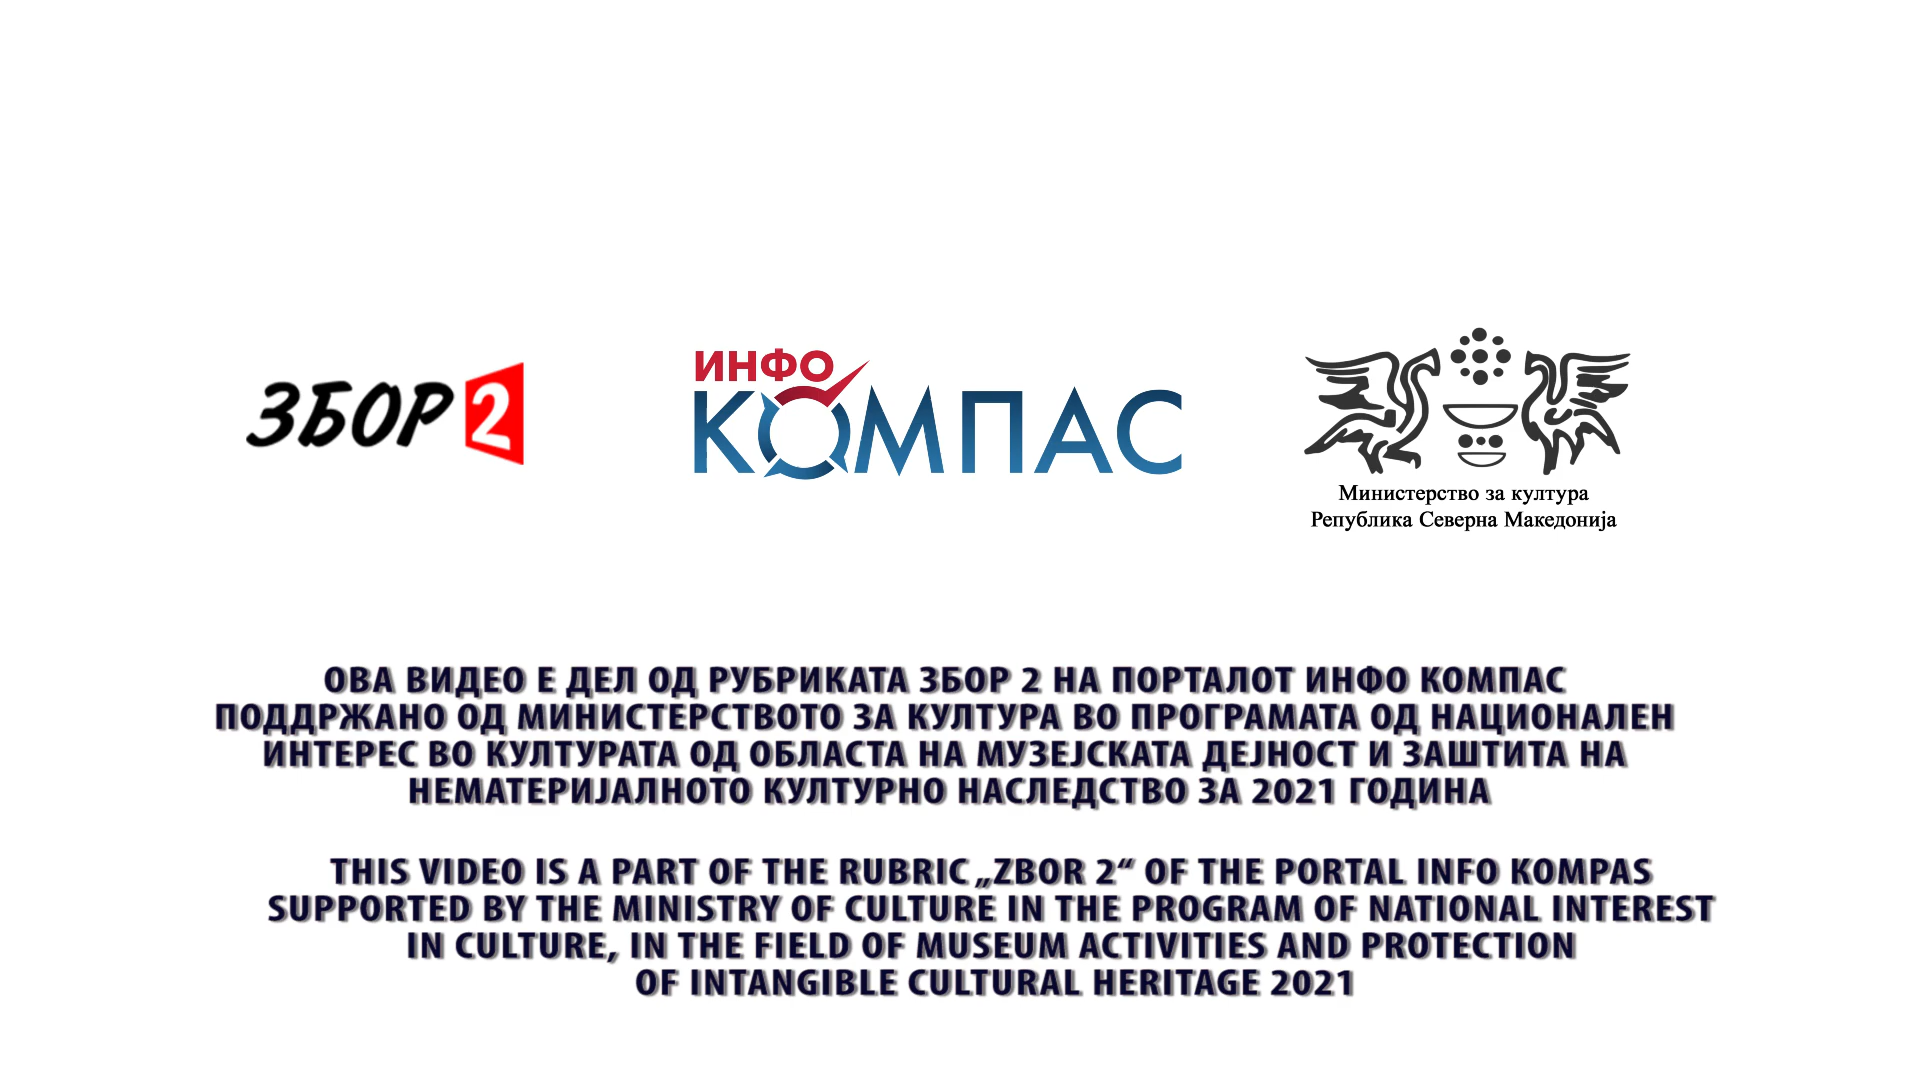 ЗБОР 2
ИНФО
КОМПАС
Министерство за култура
Република Северна Македонија
ОВА ВИДЕО Е ДЕЛ ОД РУБРИКАТА ЗБОР 2 НА ПОРТАЛОТ ИНФО КОМПАС
ПОДДРЖАНО ОД МИНИСТЕРСТВОТО ЗА КУЛТУРА ВО ПРОГРАМАТА ОД НАЦИОНАЛЕН
ИНТЕРЕС ВО КУЛТУРАТА ОД ОБЛАСТА НА МУЗЕЈСКАТА ДЕЈНОСТ И ЗАШТИТА НА
НЕМАТЕРИЈАЛНОТО КУЛТУРНО НАСЛЕДСТВО ЗА 2021 ГОДИНА
THIS VIDEO IS A PART OF THE RUBRIC „ZBOR 2“ OF THE PORTAL INFO KOMPAS
SUPPORTED BY THE MINISTRY OF CULTURE IN THE PROGRAM OF NATIONAL INTEREST
IN CULTURE, IN THE FIELD OF MUSEUM ACTIVITIES AND PROTECTION
OF INTANGIBLE CULTURAL HERITAGE 2021